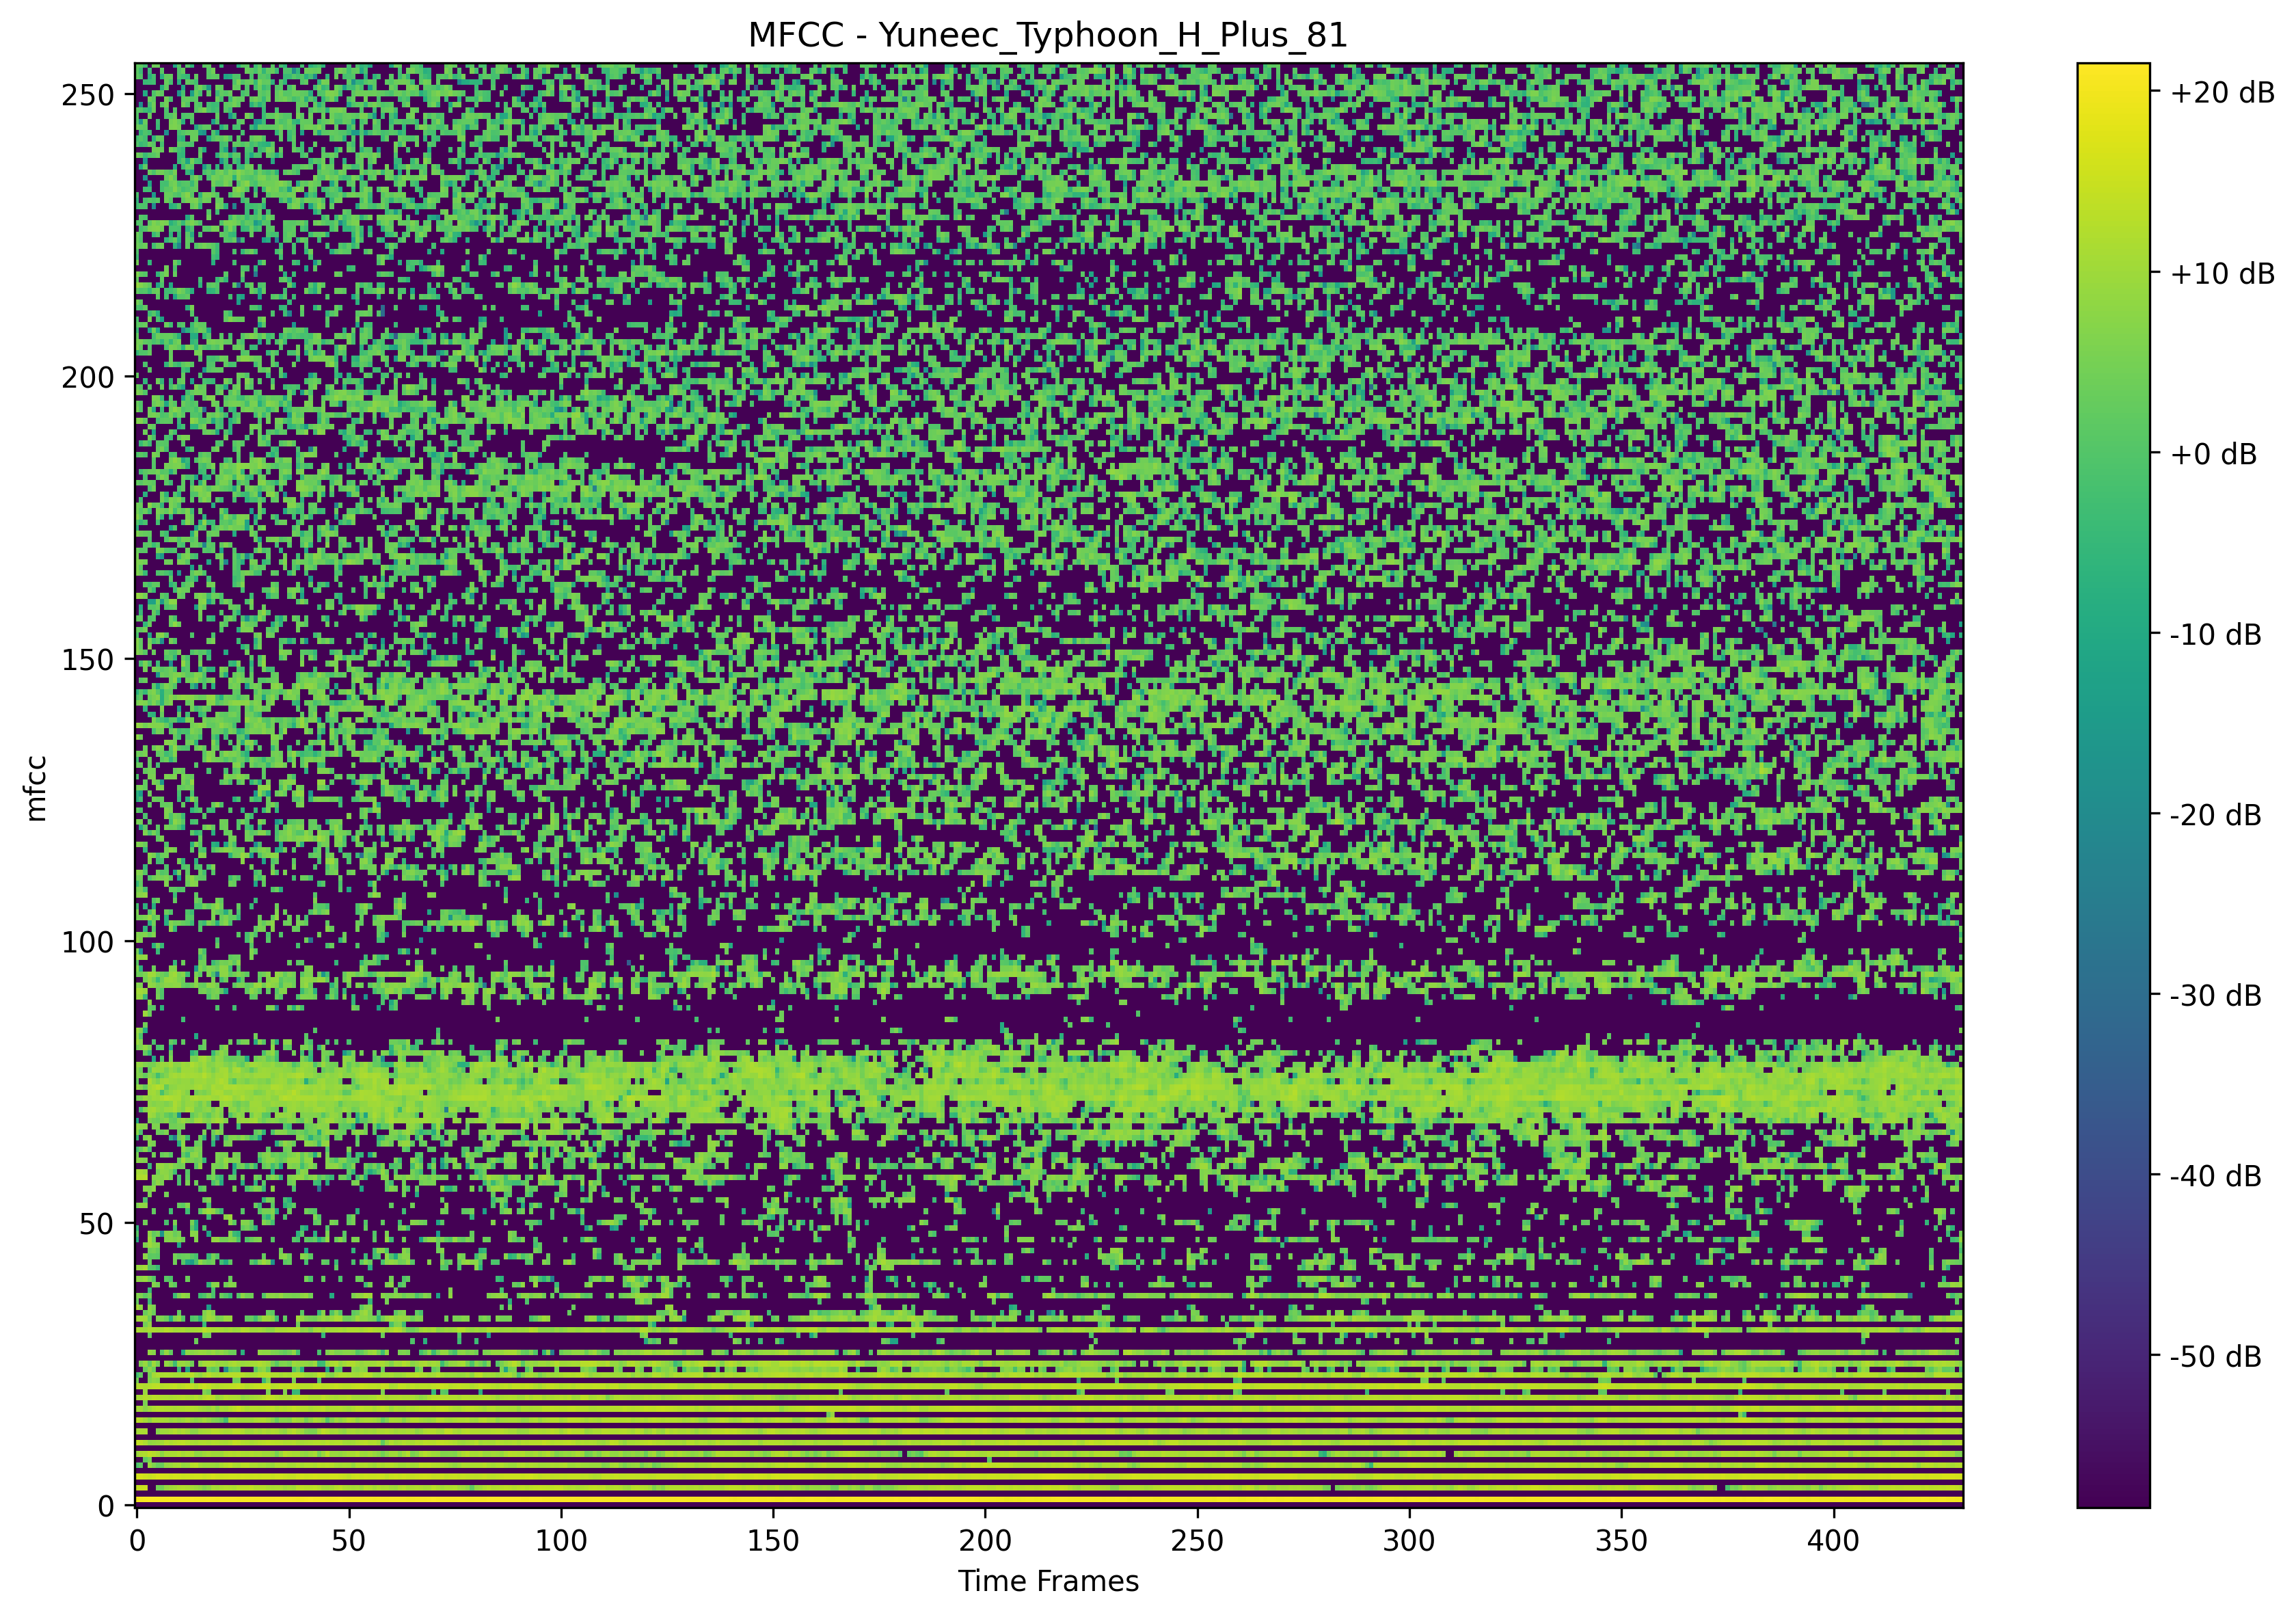 MFCC - Yuneec_Typhoon_H_Plus_81
250
200
150
100
50
0
mfcc
0 50 100 150 200 250 300 350 400
Time Frames
+20 dB
+10 dB
+0 dB
-10 dB
-20 dB
-30 dB
-40 dB
-50 dB